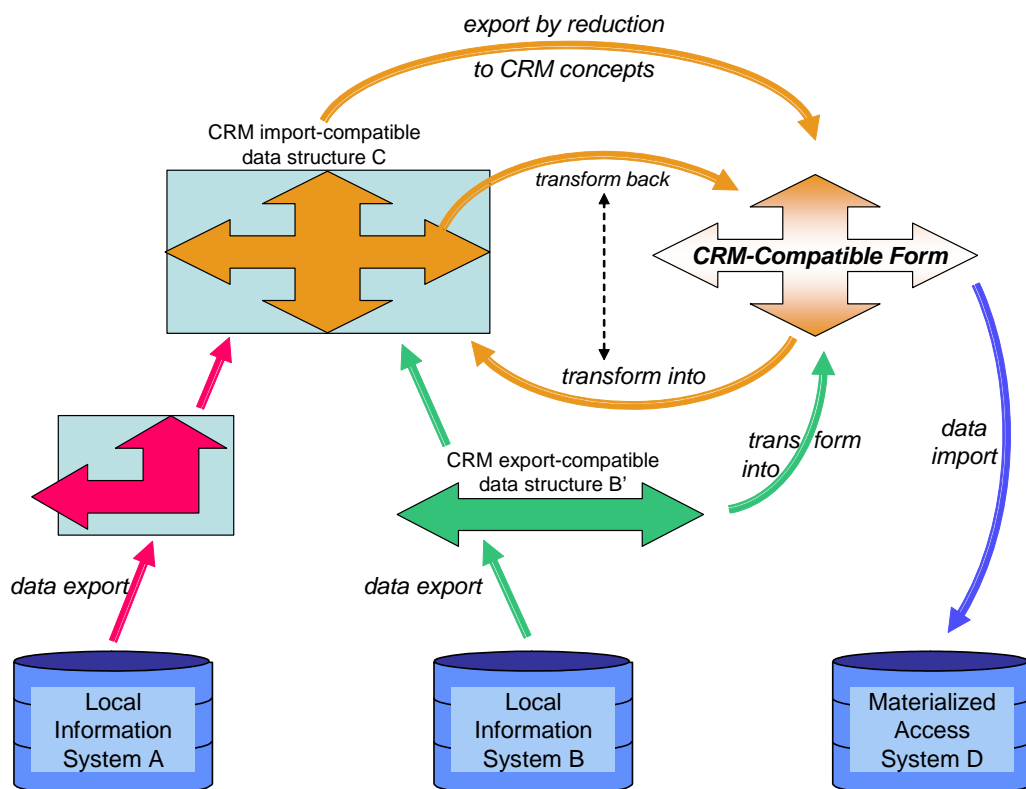 export by reduction
to CRM concepts
CRM import-compatible
data structure C
transform back
CRM-Compatible Form
transform into
CRM export-compatible
data structure B’
trans form
into
data
import
data export
data export
Local
Information
System A
Local
Information
System B
Materialized
Access
System D